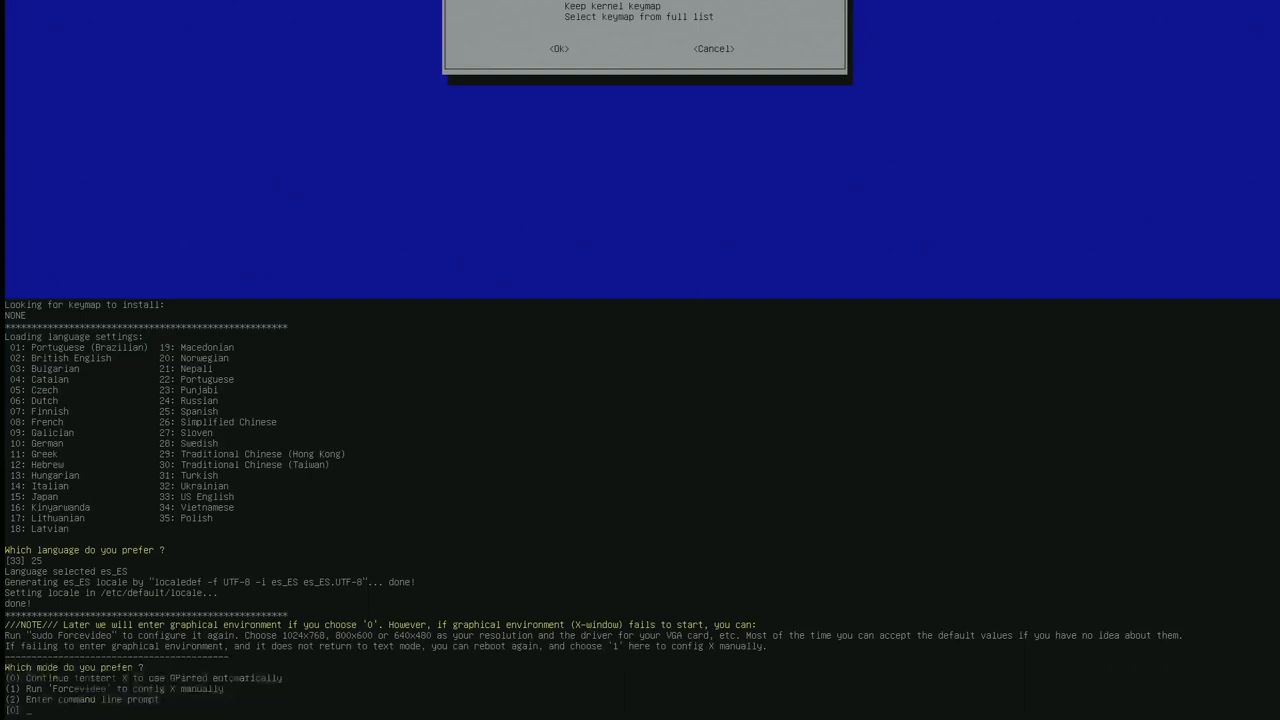 Keep kernel keymap
Select keymap from full list
<Ok> <Cancel>
Looking for keymap to install:
NONE
*****************************************************
Loading language settings:
01: Portuguese (Brazilian) 19: Macedonian
02: British English 20: Norwegian
03: Bulgarian 21: Nepali
04: Catalan 22: Portuguese
05: Czech 23: Punjabi
06: Dutch 24: Russian
07: Finnish 25: Spanish
08: French 26: Simplified Chinese
09: Galician 27: Sloven
10: German 28: Swedish
11: Greek 29: Traditional Chinese (Hong Kong)
12: Hebrew 30: Traditional Chinese (Taiwan)
13: Hungarian 31: Turkish
14: Italian 32: Ukrainian
15: Japan 33: US English
16: Kinyarwanda 34: Vietnamese
17: Lithuanian 35: Polish
18: Latvian
Which language do you prefer ?
[33] 25
Language selected es_ES
Generating es_ES locale by "localedef -f UTF-8 -i es_ES es_ES.UTF-8"... done!
Setting locale in /etc/default/locale...
done!
*****************************************************
///NOTE/// Later we will enter graphical environment if you choose '0'. However, if graphical environment (X-window) fails to start, you can:
Run "sudo Forcevideo" to configure it again. Choose 1024x768, 800x600 or 640x480 as your resolution and the driver for your VGA card, etc. Most of the time you can accept the default values if you have no idea about them.
If failing to enter graphical environment, and it does not return to text mode, you can reboot again, and choose '1' here to config X manually.
------------------------------------------
Which mode do you prefer ?
(0) Continue to start X to use GParted automatically
(1) Run 'Forcevideo' to config X manually
(2) Enter command line prompt
[0] _